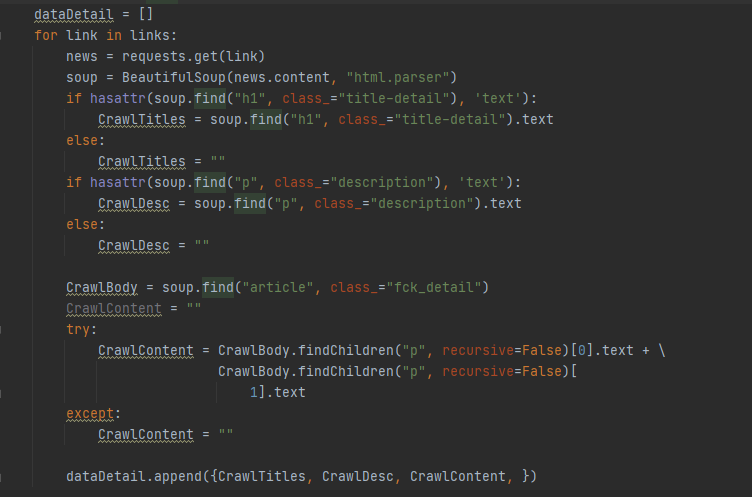 dataDetail = []
for link in links:
    news = requests.get(link)
    soup = BeautifulSoup(news.content, "html.parser")
    if hasattr(soup.find("h1", class_="title-detail"), 'text'):
        CrawlTitles = soup.find("h1", class_="title-detail").text
    else:
        CrawlTitles = ""
    if hasattr(soup.find("p", class_="description"), 'text'):
        CrawlDesc = soup.find("p", class_="description").text
    else:
        CrawlDesc = ""

    CrawlBody = soup.find("article", class_="fck_detail")
    CrawlContent = ""
    try:
        CrawlContent = CrawlBody.findChildren("p", recursive=False)[0].text + \
                       CrawlBody.findChildren("p", recursive=False)[
                           1].text
    except:
        CrawlContent = ""

    dataDetail.append({CrawlTitles, CrawlDesc, CrawlContent, })